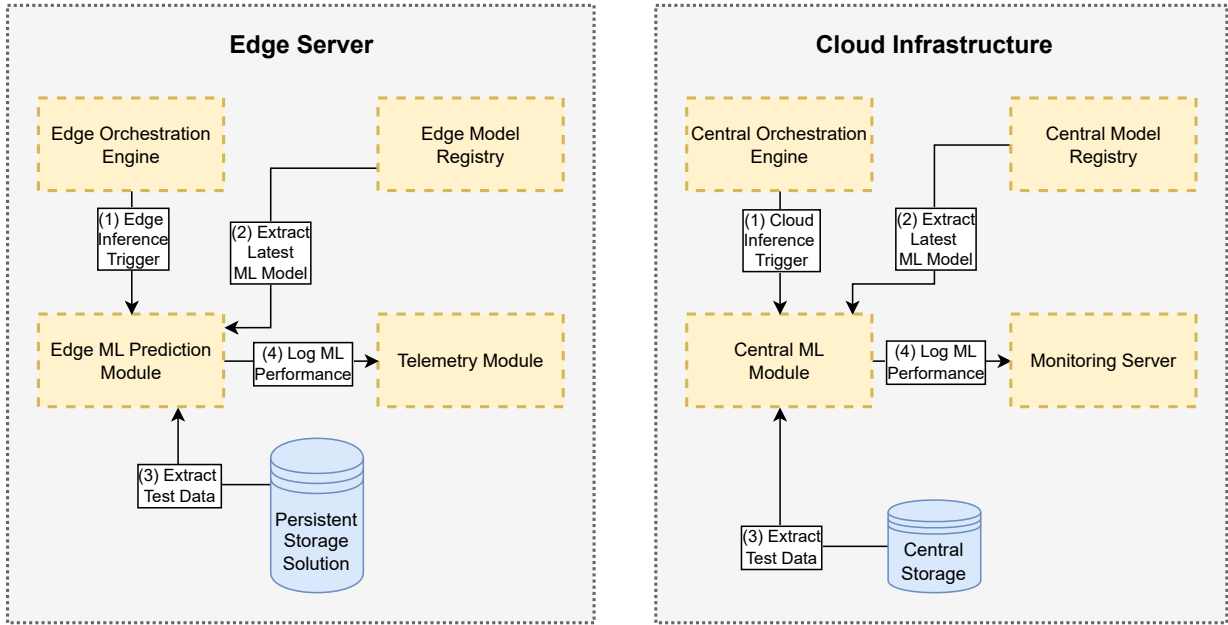 Edge Server
Edge Orchestration
Engine
Edge Model
Registry
(1) Edge
Inference
Trigger
(2) Extract
Latest
ML Model
Edge ML Prediction
Module
(4) Log ML
Performance
Telemetry Module
(3) Extract
Test Data
Persistent
Storage
Solution
Cloud Infrastructure
Central Orchestration
Engine
Central Model
Registry
(1) Cloud
Inference
Trigger
(2) Extract
Latest
ML Model
Central ML
Module
(4) Log ML
Performance
Monitoring Server
(3) Extract
Test Data
Central
Storage